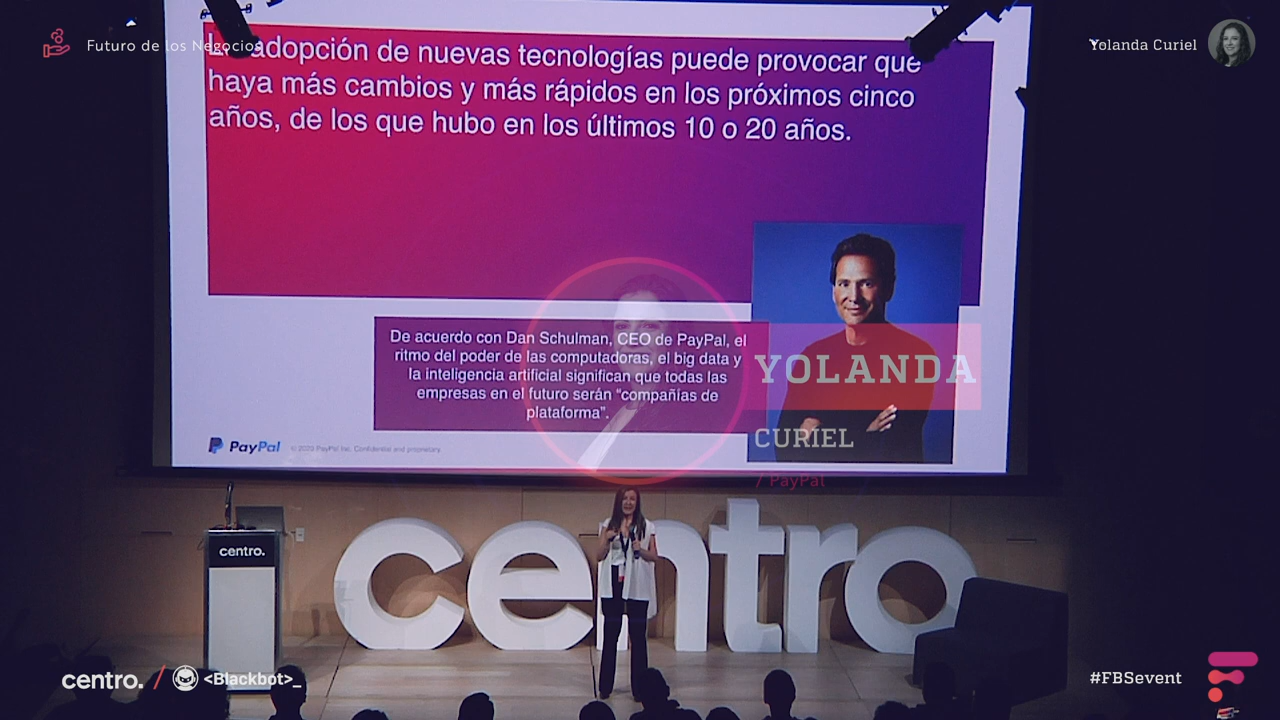 Futuro de los Negocios
Yolanda Curiel
La adopción de nuevas tecnologías puede provocar que
haya más cambios y más rápidos en los próximos cinco
años, de los que hubo en los últimos 10 o 20 años.
De acuerdo con Dan Schulman, CEO de PayPal, el
ritmo del poder de las computadoras, el big data y
la inteligencia artificial significan que todas las
empresas en el futuro serán “compañías de
plataforma”.
YOLANDA
CURIEL
/ PayPal
PayPal
centro.
centro
centro. / <Blackbot>_
#FBSevent